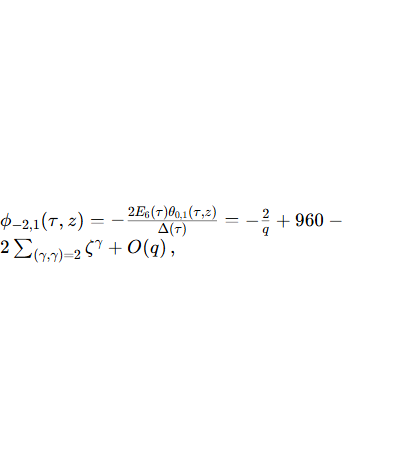 ϕ_{−2,1}(τ, z) = −\frac{2E_6(τ)θ_{0,1}(τ,z)}{Δ(τ)} = −\frac{2}{q} + 960 −
2 ∑_{(γ,γ)=2} ζ^γ + O(q) ,